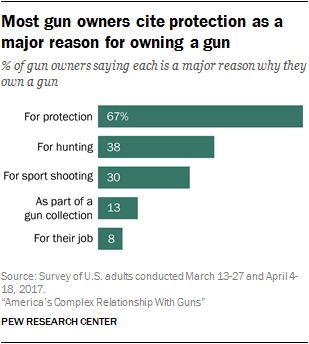 Most gun owners cite protection as a
major reason for owning a gun
% of gun owners saying each is a major reason why they
own a gun
For protection 67%
For hunting 38
For sport shooting 30
As part of a
gun collection 13
For their job 8
Source: Survey of U.S. adults conducted March 13-27 and April 4-
18, 2017.
“America’s Complex Relationship With Guns”
PEW RESEARCH CENTER